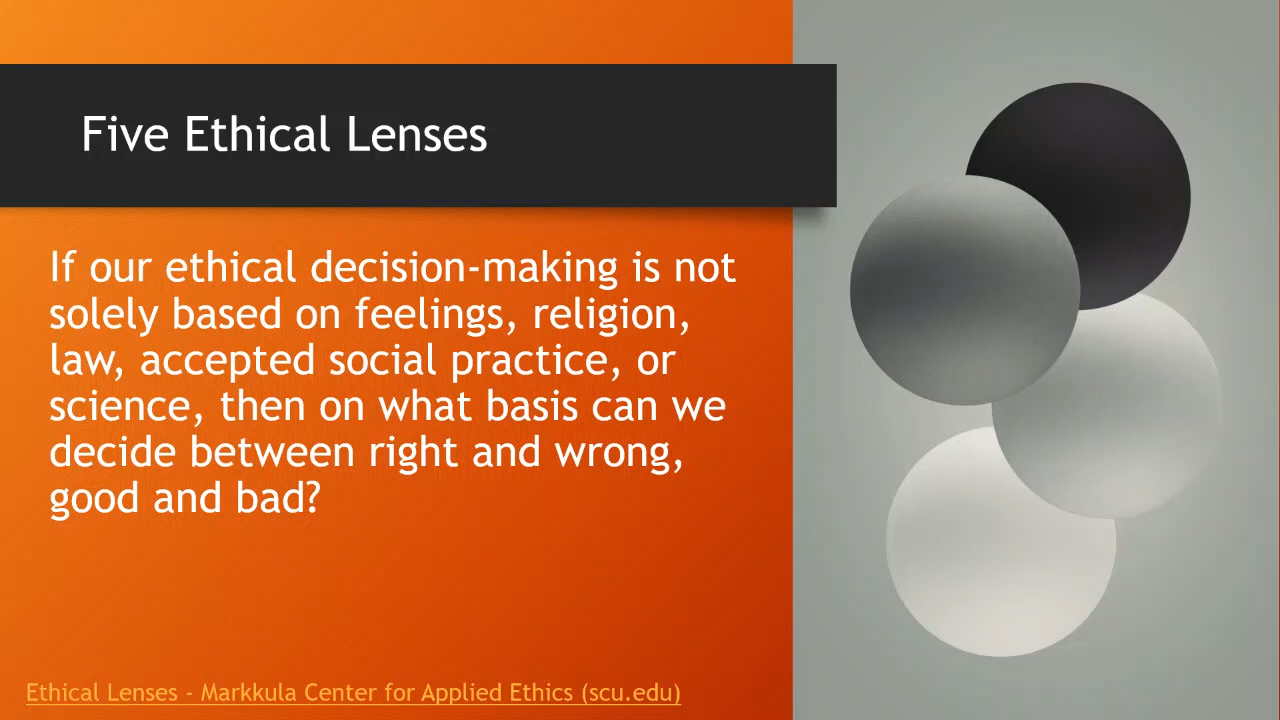 Five Ethical Lenses
If our ethical decision-making is not
solely based on feelings, religion,
law, accepted social practice, or
science, then on what basis can we
decide between right and wrong,
good and bad?
Ethical Lenses - Markkula Center for Applied Ethics (scu.edu)